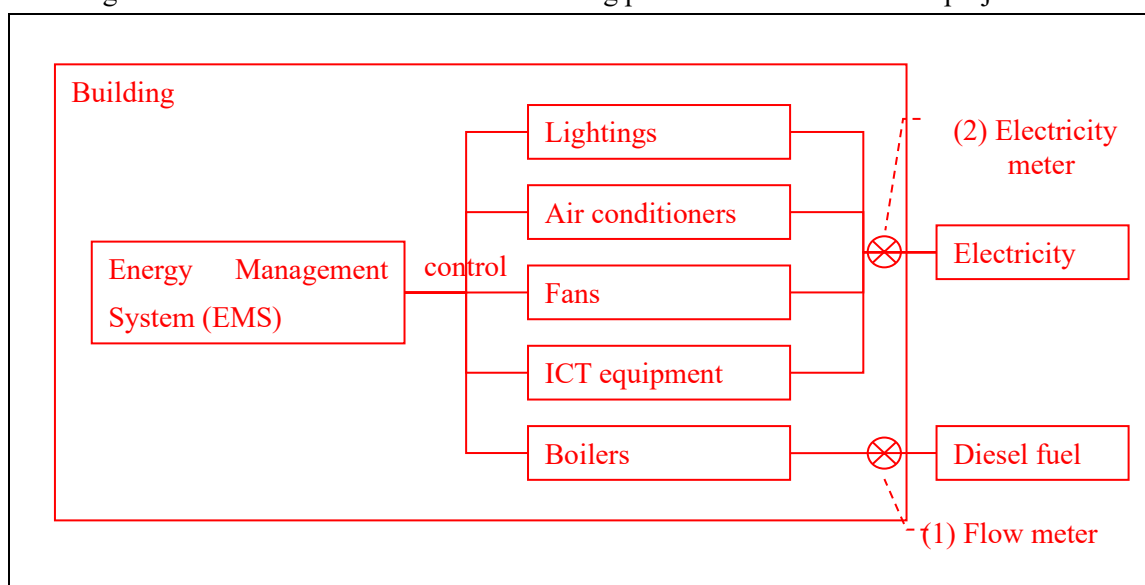 Building
Lightings
(2) Electricity
meter
Air conditioners
Energy Management
System (EMS)
control
Electricity
Fans
ICT equipment
Boilers
Diesel fuel
(1) Flow meter